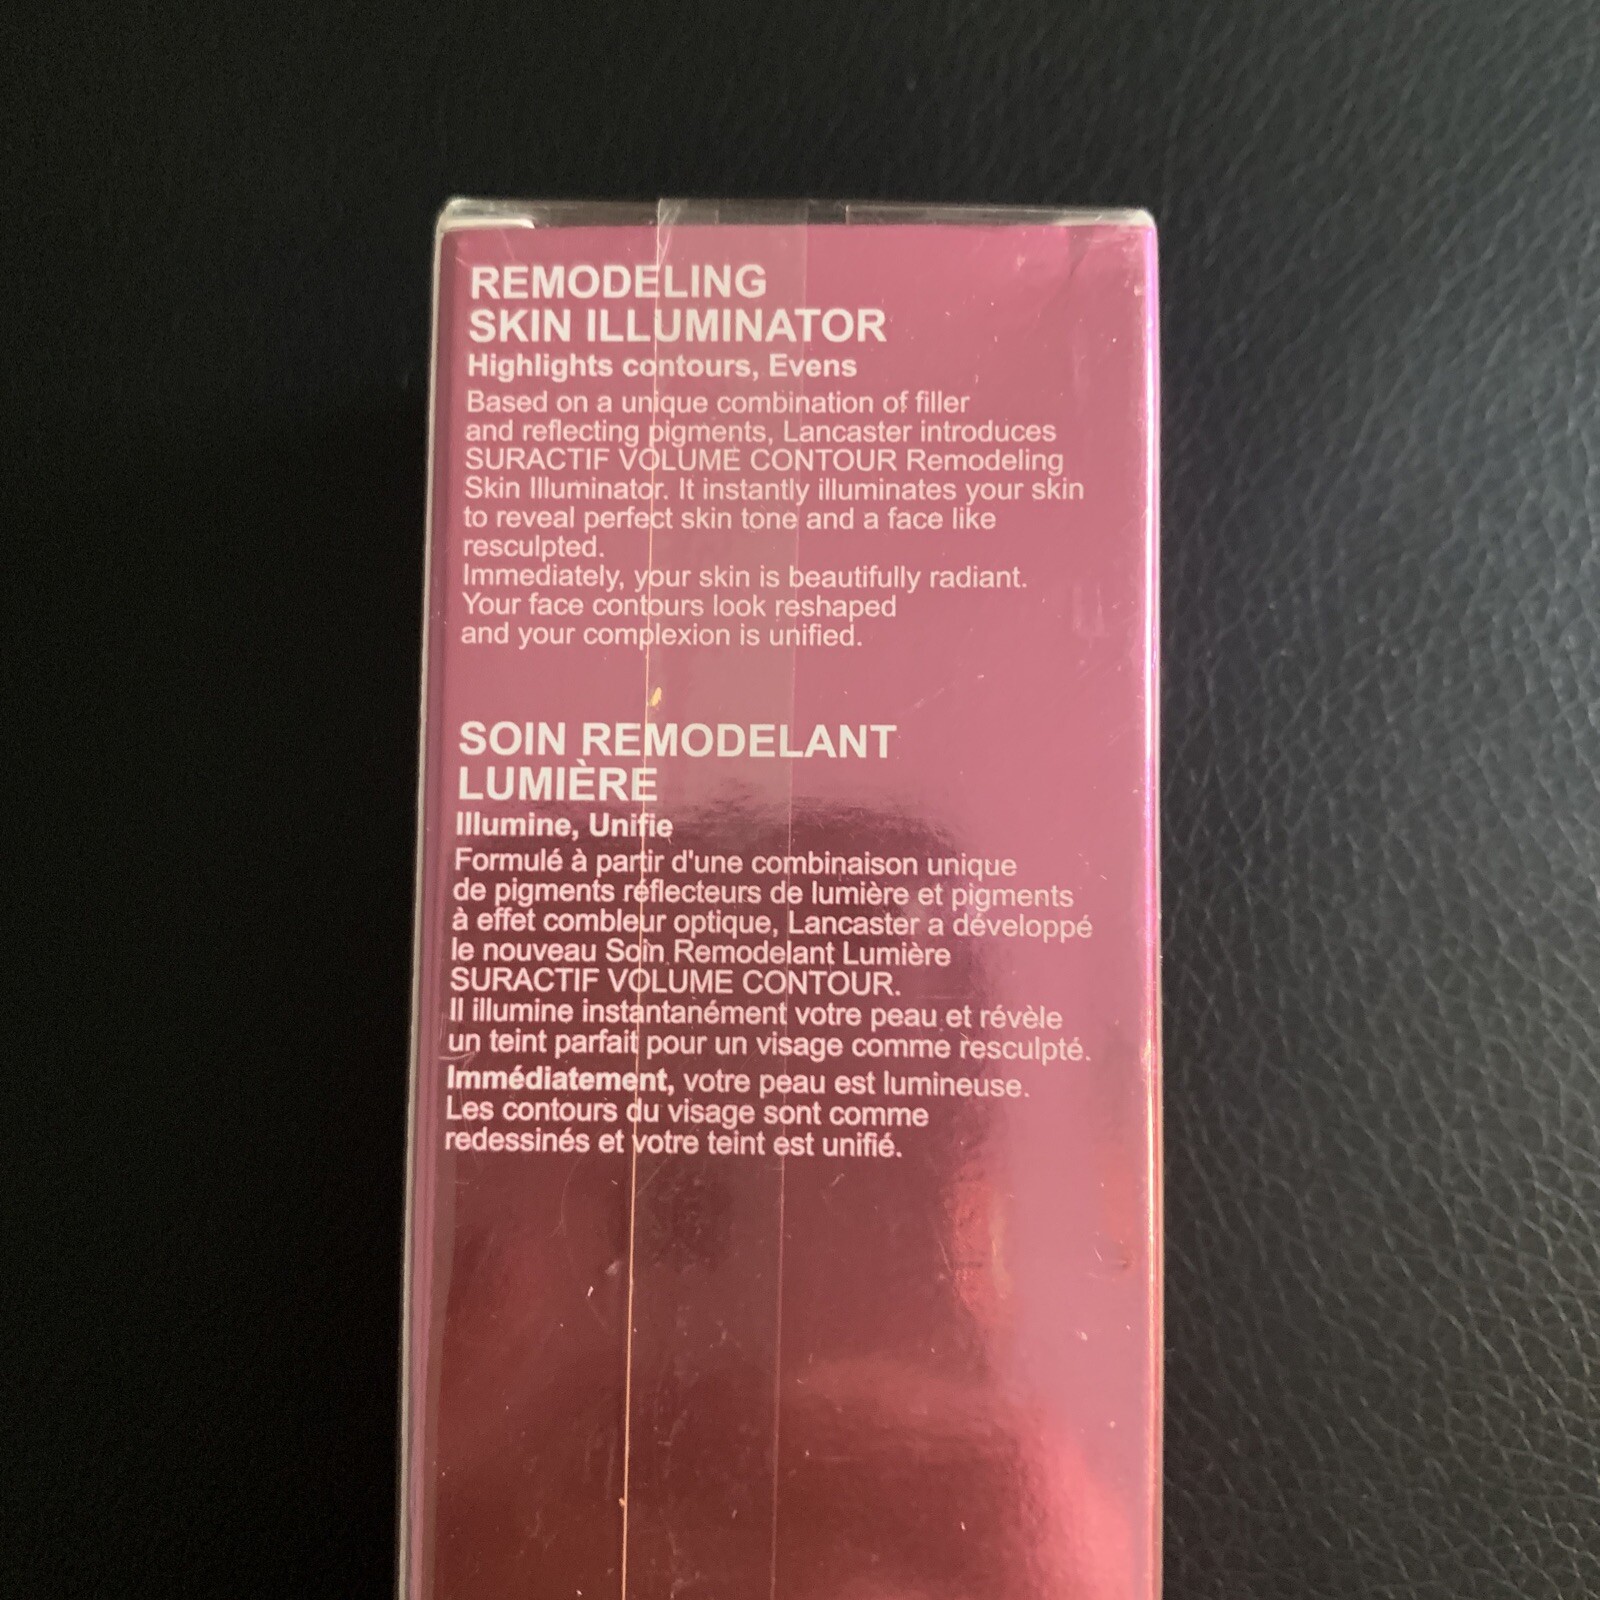 REMODELING
SKIN ILLUMINATOR
Highlights contours, Evens
Based on a unique combination of filler
and reflecting pigments, Lancaster introduces
SURACTIF VOLUME CONTOUR Remodeling
Skin Illuminator. It instantly illuminates your skin
to reveal perfect skin tone and a face like
resculpted.
Immediately, your skin is beautifully radiant.
Your face contours look reshaped
and your complexion is unified.
SOIN REMODELANT
LUMIÈRE
Illumine, Unifie
Formulé à partir d'une combinaison unique
de pigments réflecteurs de lumière et pigments
à effet combleur optique, Lancaster a développé
le nouveau Soin Remodelant Lumière
SURACTIF VOLUME CONTOUR.
Il illumine instantanément votre peau et révèle
un teint parfait pour un visage comme resculpté.
Immédiatement, votre peau est lumineuse.
Les contours du visage sont comme
redessinés et votre teint est unifié.